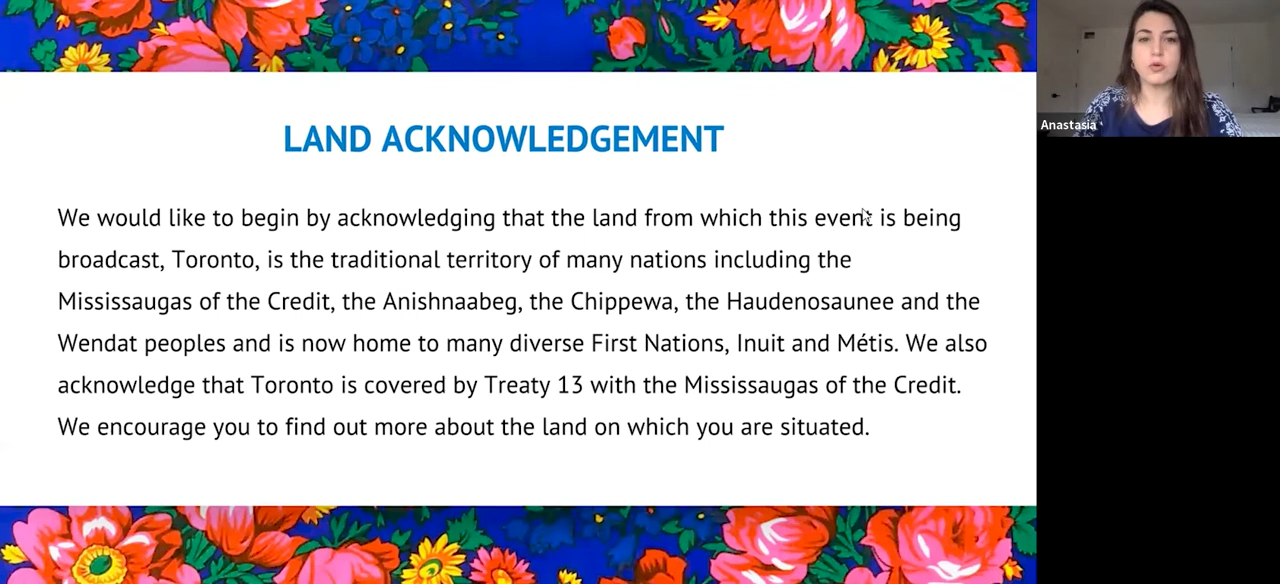 LAND ACKNOWLEDGEMENT
We would like to begin by acknowledging that the land from which this event is being
broadcast, Toronto, is the traditional territory of many nations including the
Mississaugas of the Credit, the Anishnaabeg, the Chippewa, the Haudenosaunee and the
Wendat peoples and is now home to many diverse First Nations, Inuit and Métis. We also
acknowledge that Toronto is covered by Treaty 13 with the Mississaugas of the Credit.
We encourage you to find out more about the land on which you are situated.
Anastasia